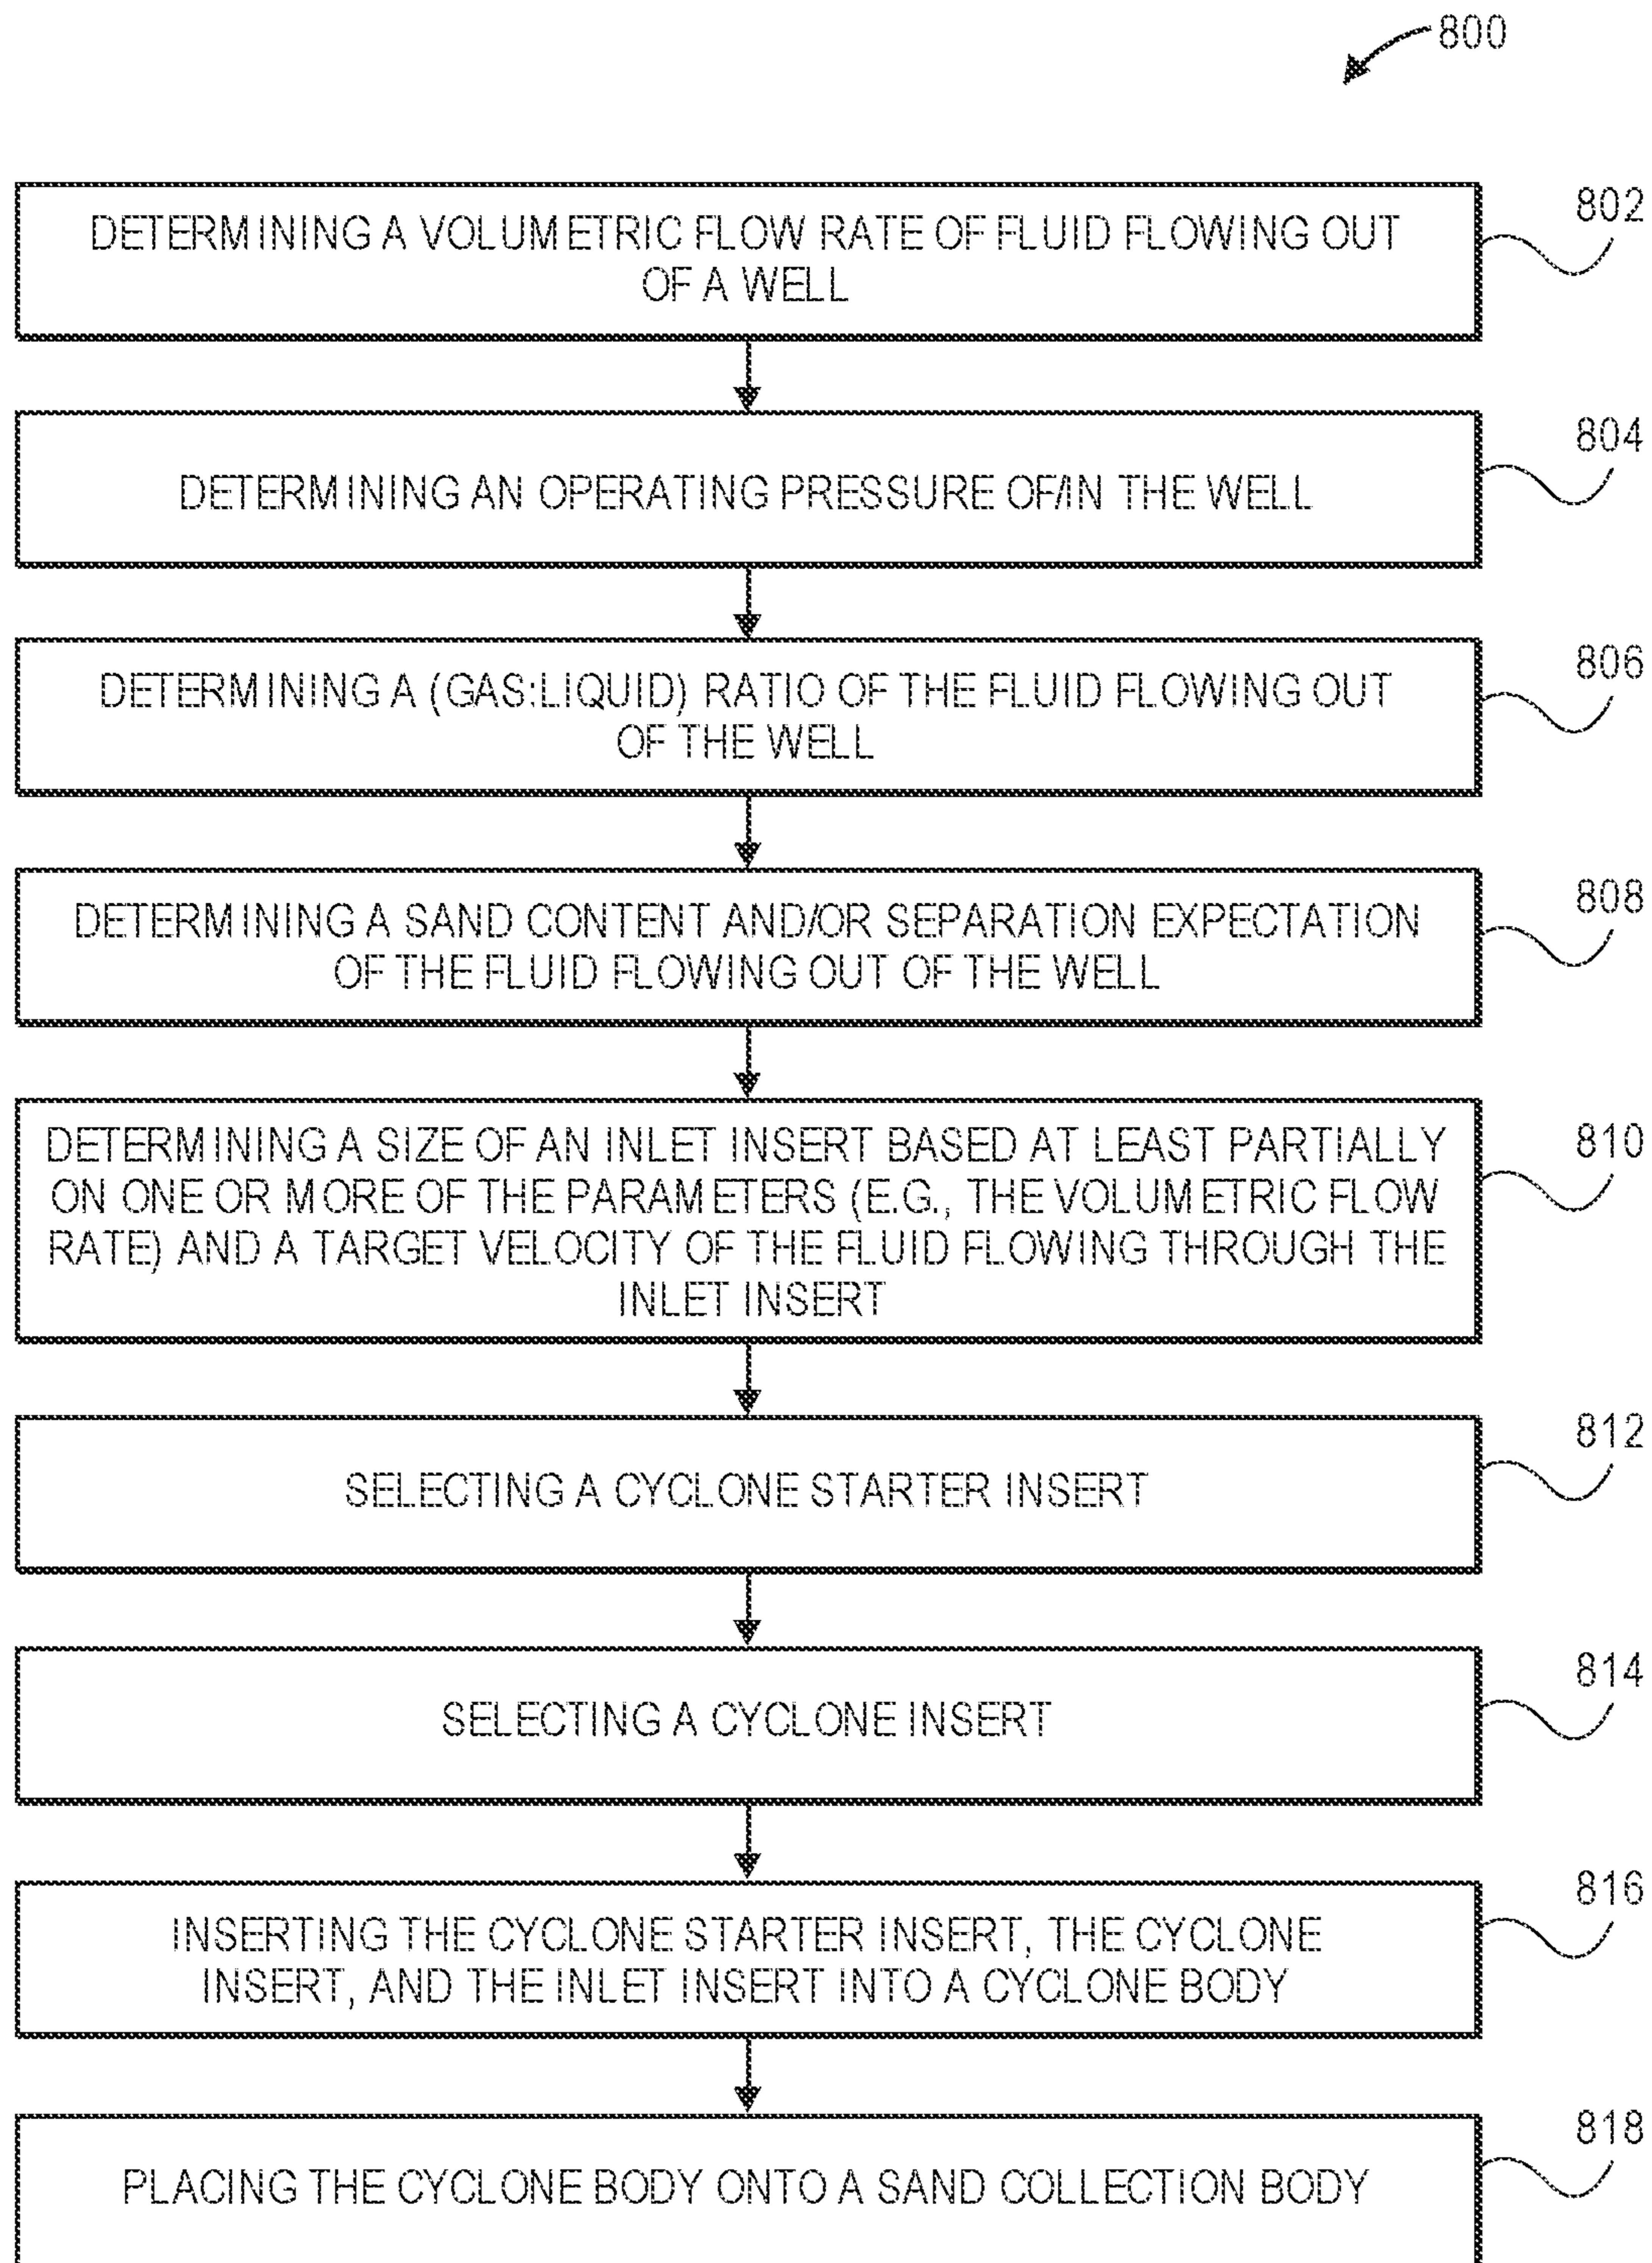 800
802
DETERMINING A VOLUMETRIC FLOW RATE OF FLUID FLOWING OUT
OF A WELL
804
DETERMINING AN OPERATING PRESSURE OF/IN THE WELL
806
DETERMINING A (GAS:LIQUID) RATIO OF THE FLUID FLOWING OUT
OF THE WELL
808
DETERMINING A SAND CONTENT AND/OR SEPARATION EXPECTATION
OF THE FLUID FLOWING OUT OF THE WELL
810
DETERMINING A SIZE OF AN INLET INSERT BASED AT LEAST PARTIALLY
ON ONE OR MORE OF THE PARAMETERS (E.G., THE VOLUMETRIC FLOW
RATE) AND A TARGET VELOCITY OF THE FLUID FLOWING THROUGH THE
INLET INSERT
812
SELECTING A CYCLONE STARTER INSERT
814
SELECTING A CYCLONE INSERT
816
INSERTING THE CYCLONE STARTER INSERT, THE CYCLONE
INSERT, AND THE INLET INSERT INTO A CYCLONE BODY
818
PLACING THE CYCLONE BODY ONTO A SAND COLLECTION BODY